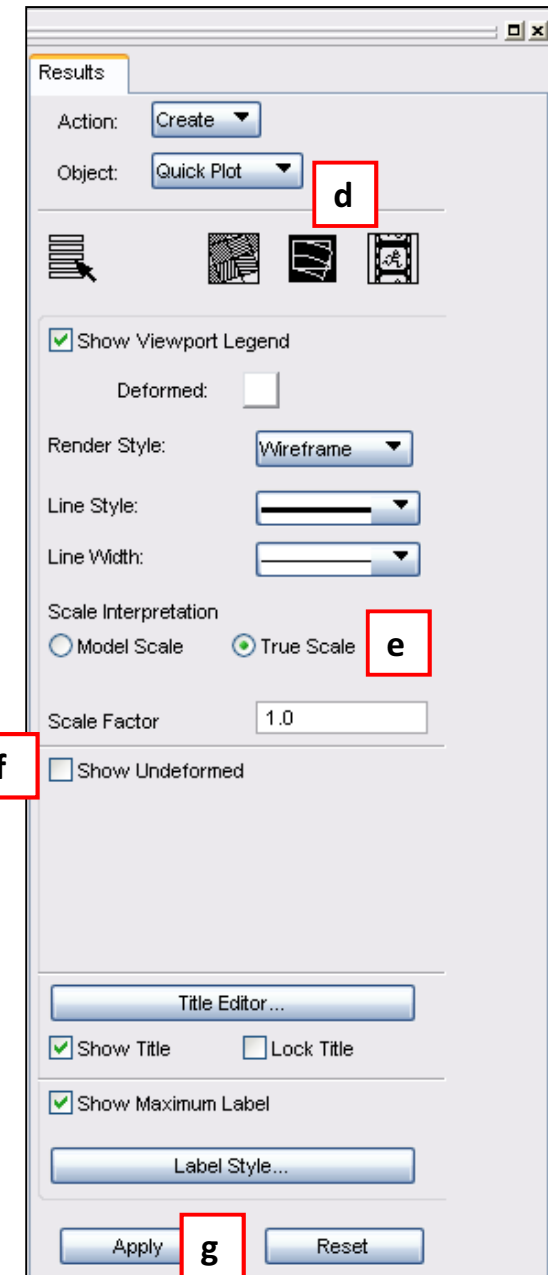 Results
Action: Create
Object: Quick Plot
d
Show Viewport Legend
Deformed:
Render Style: Wireframe
Line Style:
Line Width:
Scale Interpretation
Model Scale True Scale e
Scale Factor 1.0
f Show Undeformed
Title Editor...
Show Title Lock Title
Show Maximum Label
Label Style...
Apply g Reset